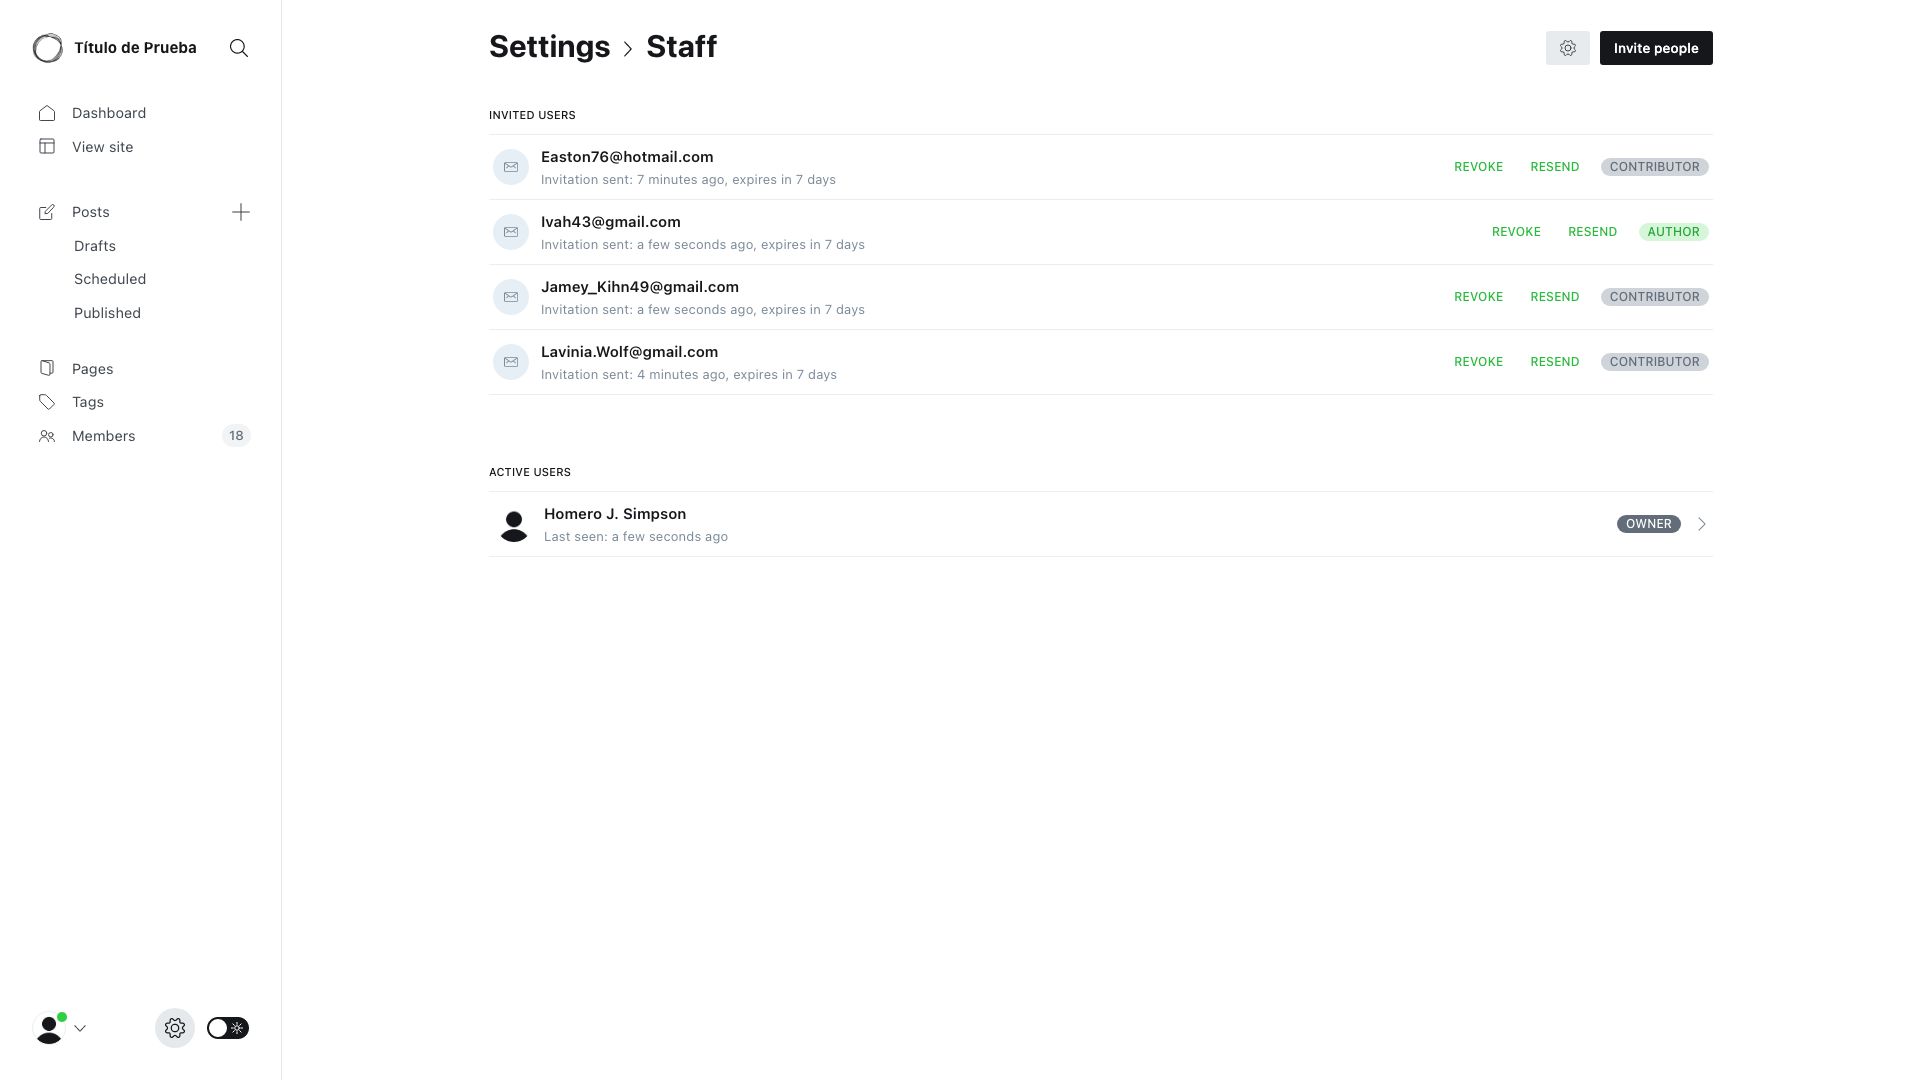 Título de Prueba
Dashboard
View site
Posts
Drafts
Scheduled
Published
Pages
Tags
Members 18
Settings > Staff
Invite people
INVITED USERS
Easton76@hotmail.com
Invitation sent: 7 minutes ago, expires in 7 days
REVOKE RESEND CONTRIBUTOR
Ivah43@gmail.com
Invitation sent: a few seconds ago, expires in 7 days
REVOKE RESEND AUTHOR
Jamey_Kihn49@gmail.com
Invitation sent: a few seconds ago, expires in 7 days
REVOKE RESEND CONTRIBUTOR
Lavinia.Wolf@gmail.com
Invitation sent: 4 minutes ago, expires in 7 days
REVOKE RESEND CONTRIBUTOR
ACTIVE USERS
Homero J. Simpson
Last seen: a few seconds ago
OWNER